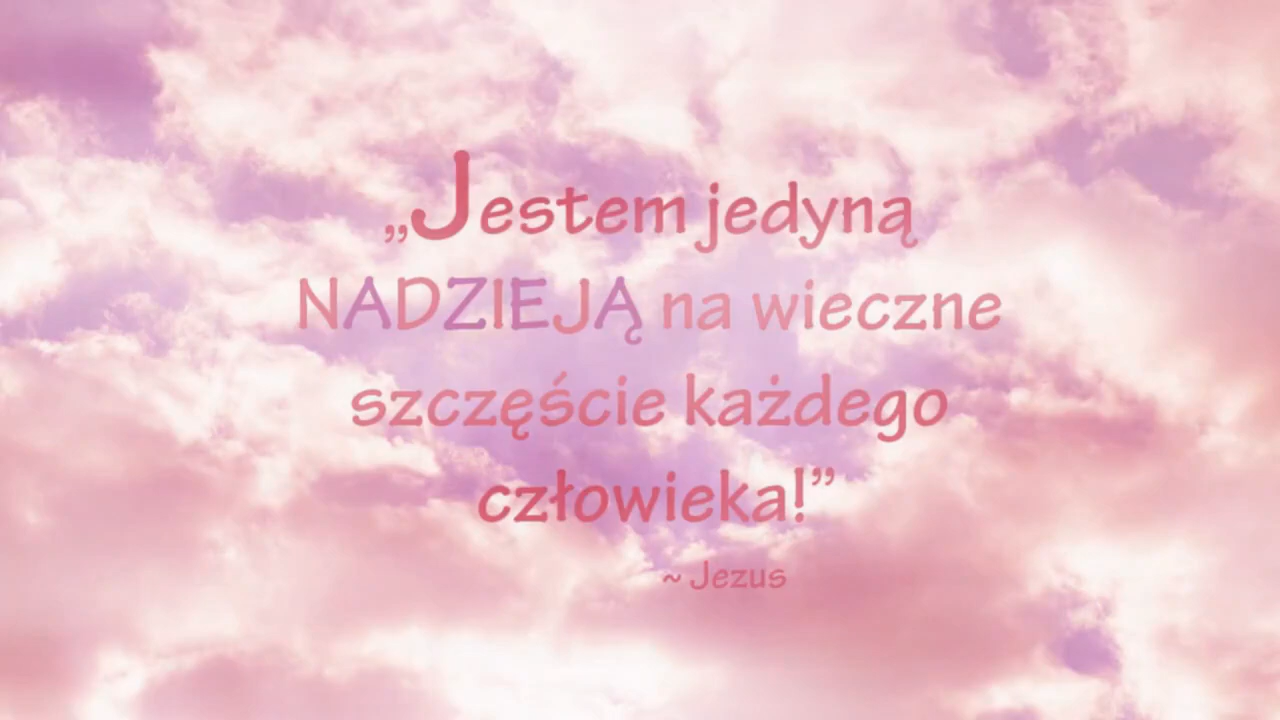 „Jestem jedyną
NADZIEJĄ na wieczne
szczęście każdego
człowieka!”
~ Jezus